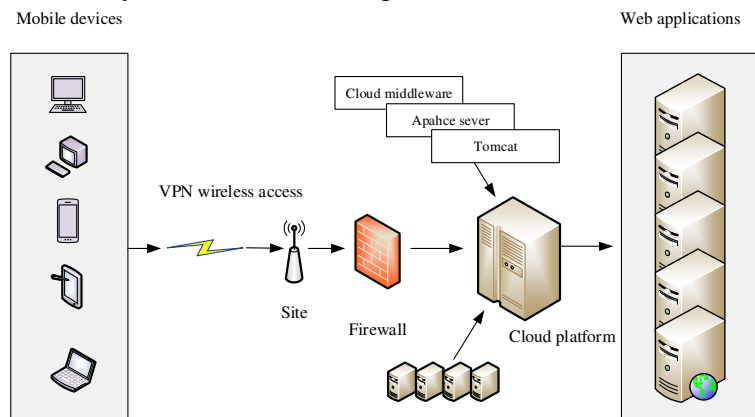 Mobile devices
Web applications
Cloud middleware
Apahce sever
Tomcat
VPN wireless access
Site
Firewall
Cloud platform